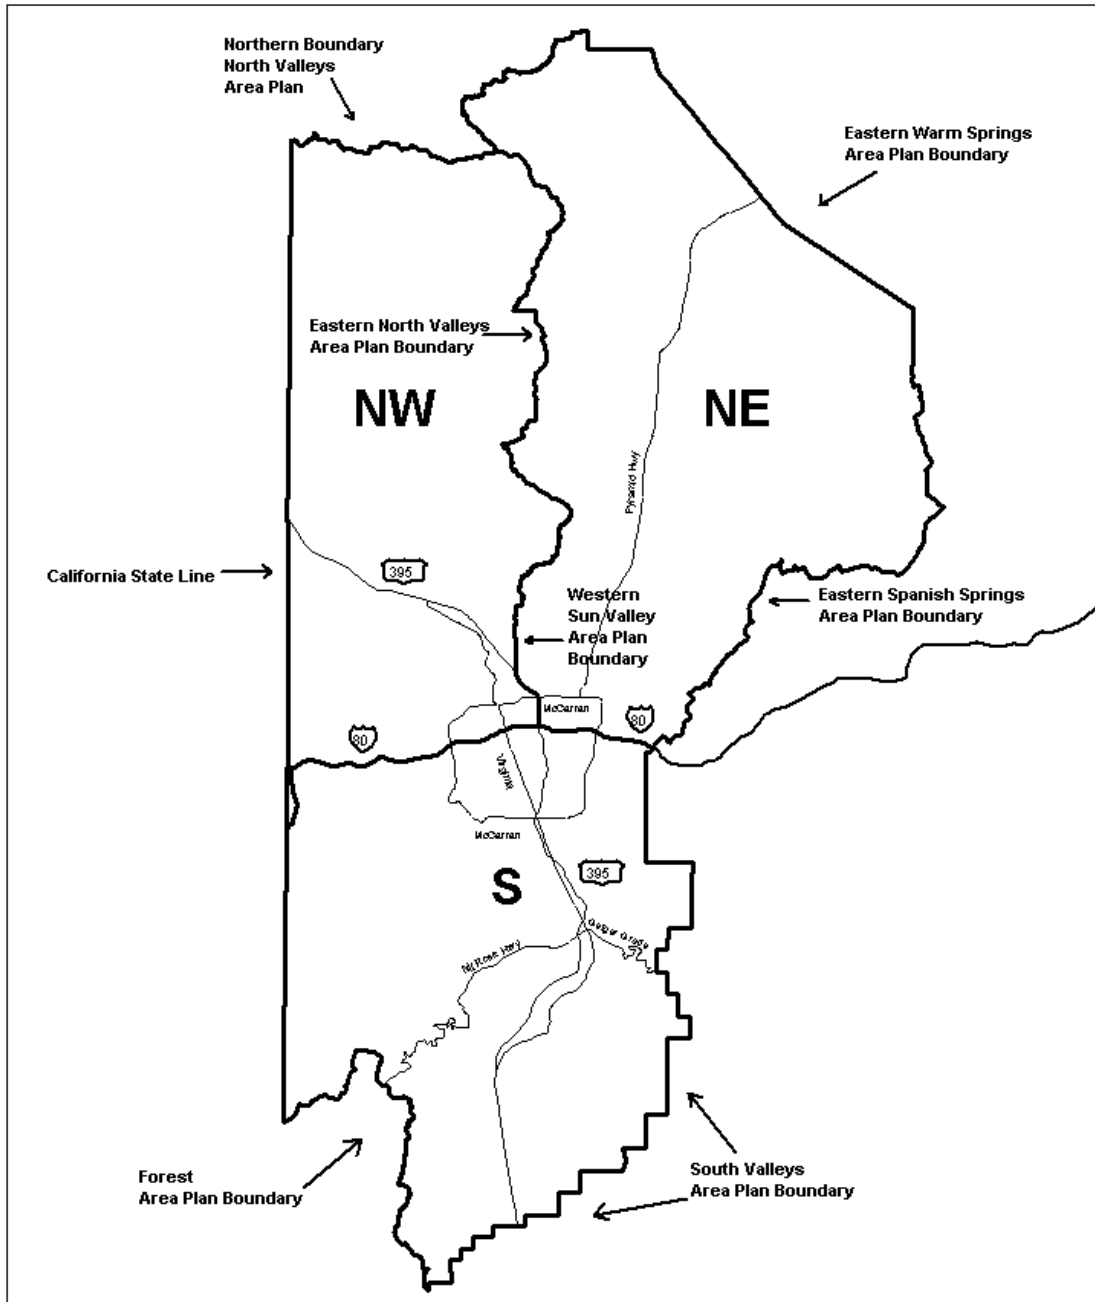 Northern Boundary
North Valleys
Area Plan
Eastern Warm Springs
Area Plan Boundary
Eastern North Valleys
Area Plan Boundary
NW
NE
Pyramid Hwy
395
California State Line
Western
Sun Valley
Area Plan
Boundary
Eastern Spanish Springs
Area Plan Boundary
McCarran
80
80
Virginia
McCarran
395
S
Geiger Grade
Mt Rose Hwy
Forest
Area Plan Boundary
South Valleys
Area Plan Boundary